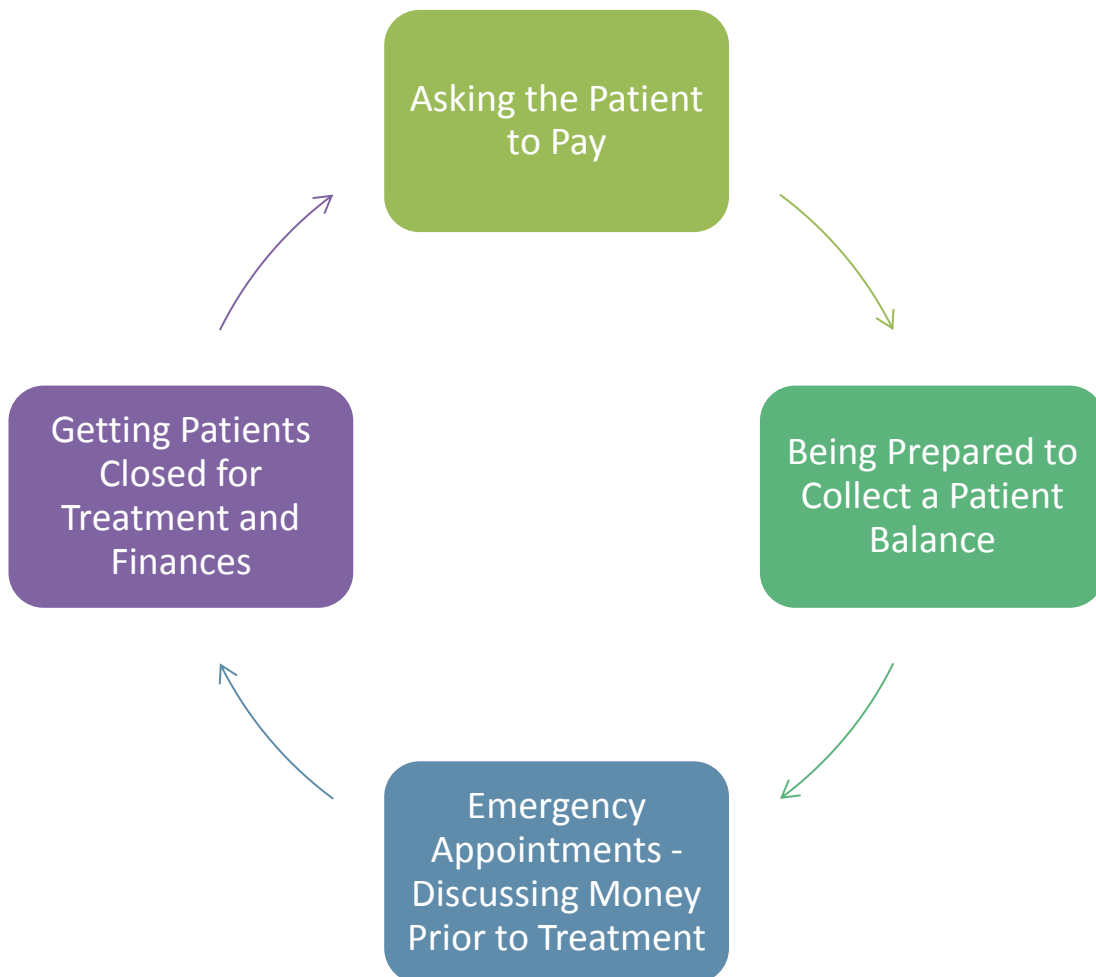 Asking the Patient
to Pay
Being Prepared to
Collect a Patient
Balance
Emergency
Appointments -
Discussing Money
Prior to Treatment
Getting Patients
Closed for
Treatment and
Finances